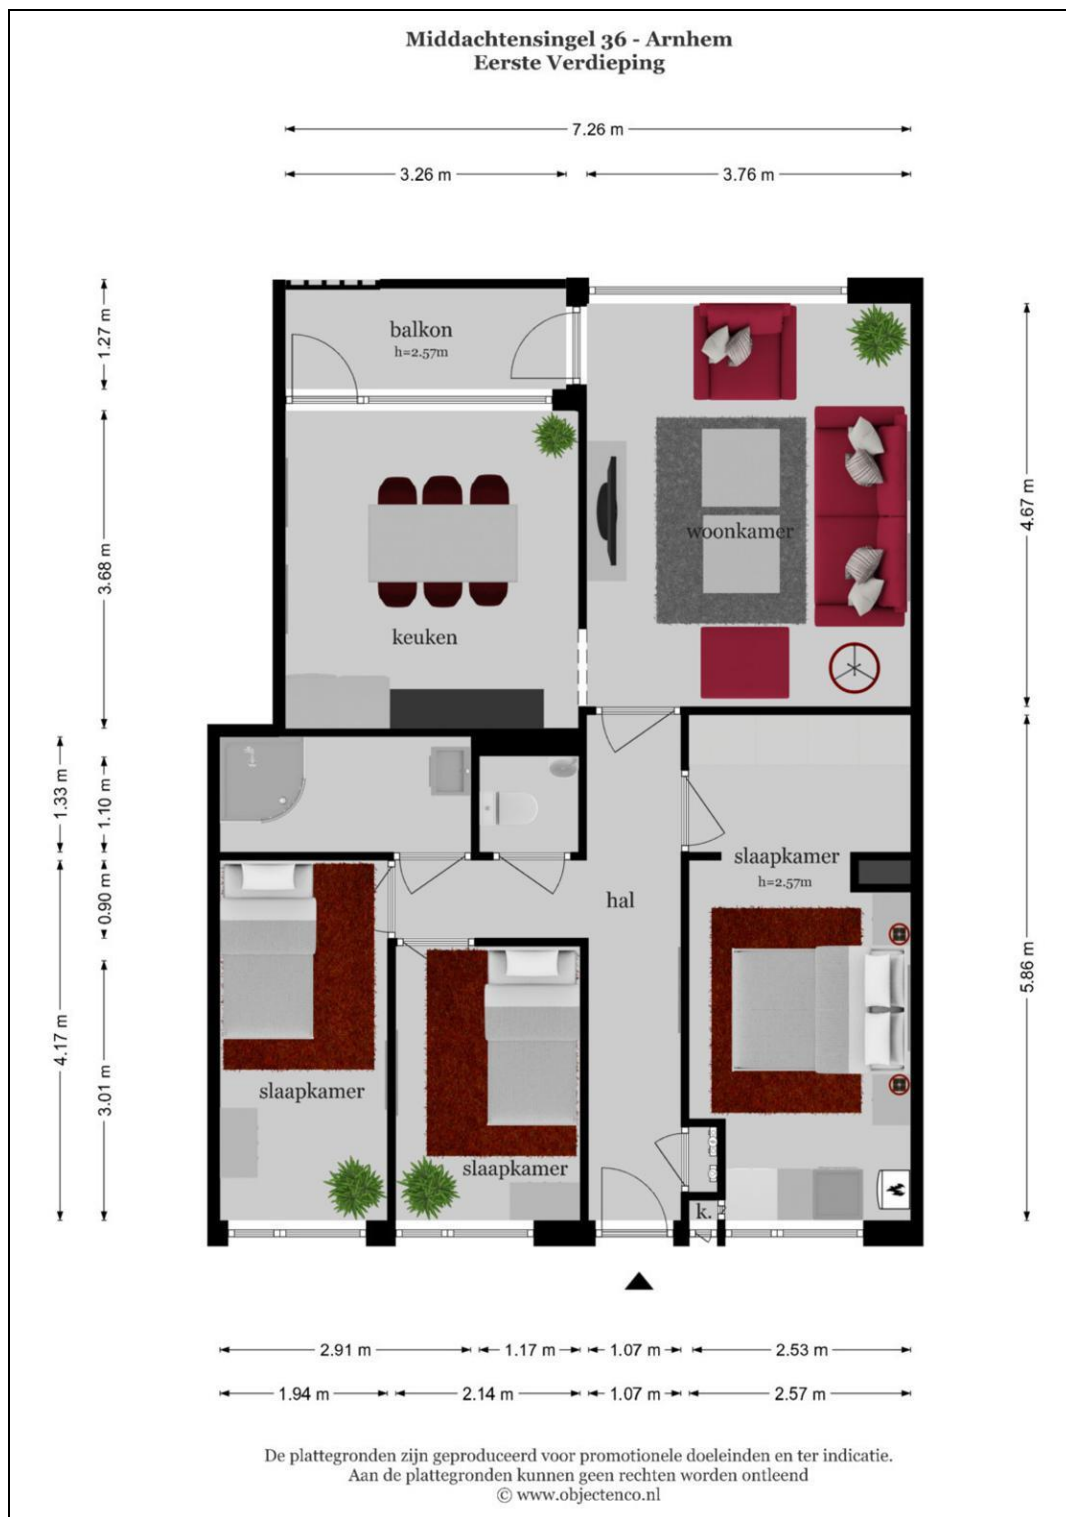 Middachtensingel 36 - Arnhem
Eerste Verdieping
7.26 m
3.26 m
3.76 m
1.27 m
balkon
h=2.57m
4.67 m
3.68 m
woonkamer
keuken
1.33 m
1.10 m
slaapkamer
h=2.57m
0.90 m
hal
5.86 m
4.17 m
3.01 m
slaapkamer
slaapkamer
k.
2.91 m
1.17 m
1.07 m
2.53 m
1.94 m
2.14 m
1.07 m
2.57 m
De plattegronden zijn geproduceerd voor promotionele doeleinden en ter indicatie.
Aan de plattegronden kunnen geen rechten worden ontleend
© www.objectenco.nl